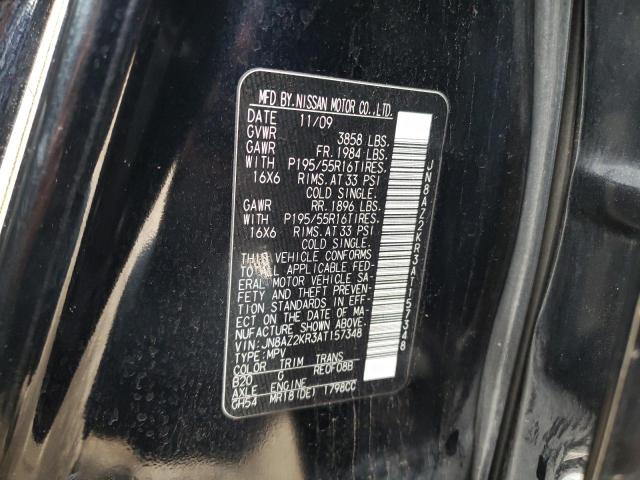 MFD BY.NISSAN MOTOR CO.,LTD.
DATE 11/09
GVWR 3858 LBS.
GAWR FR. 1984 LBS.
WITH P195/55R16TIRES.
16X6 RIMS. AT 33 PSI
COLD SINGLE.
GAWR RR. 1896 LBS.
WITH P195/55R16TIRES.
16X6 RIMS. AT 33 PSI
COLD SINGLE.
THIS VEHICLE CONFORMS
TO ALL APPLICABLE FED-
ERAL MOTOR VEHICLE SA-
FETY AND THEFT PREVEN-
TION STANDARDS IN EFF-
ECT ON THE DATE OF MA-
NUFACTURE SHOWN ABOVE.
VIN:JN8AZ2KR3AT157348
TYPE:MPV
COLOR TRIM TRANS
B20 G RE0F08B
AXLE ENGINE
GH54 MR18(DE) 1798CC
JN8AZ2KR3AT157348